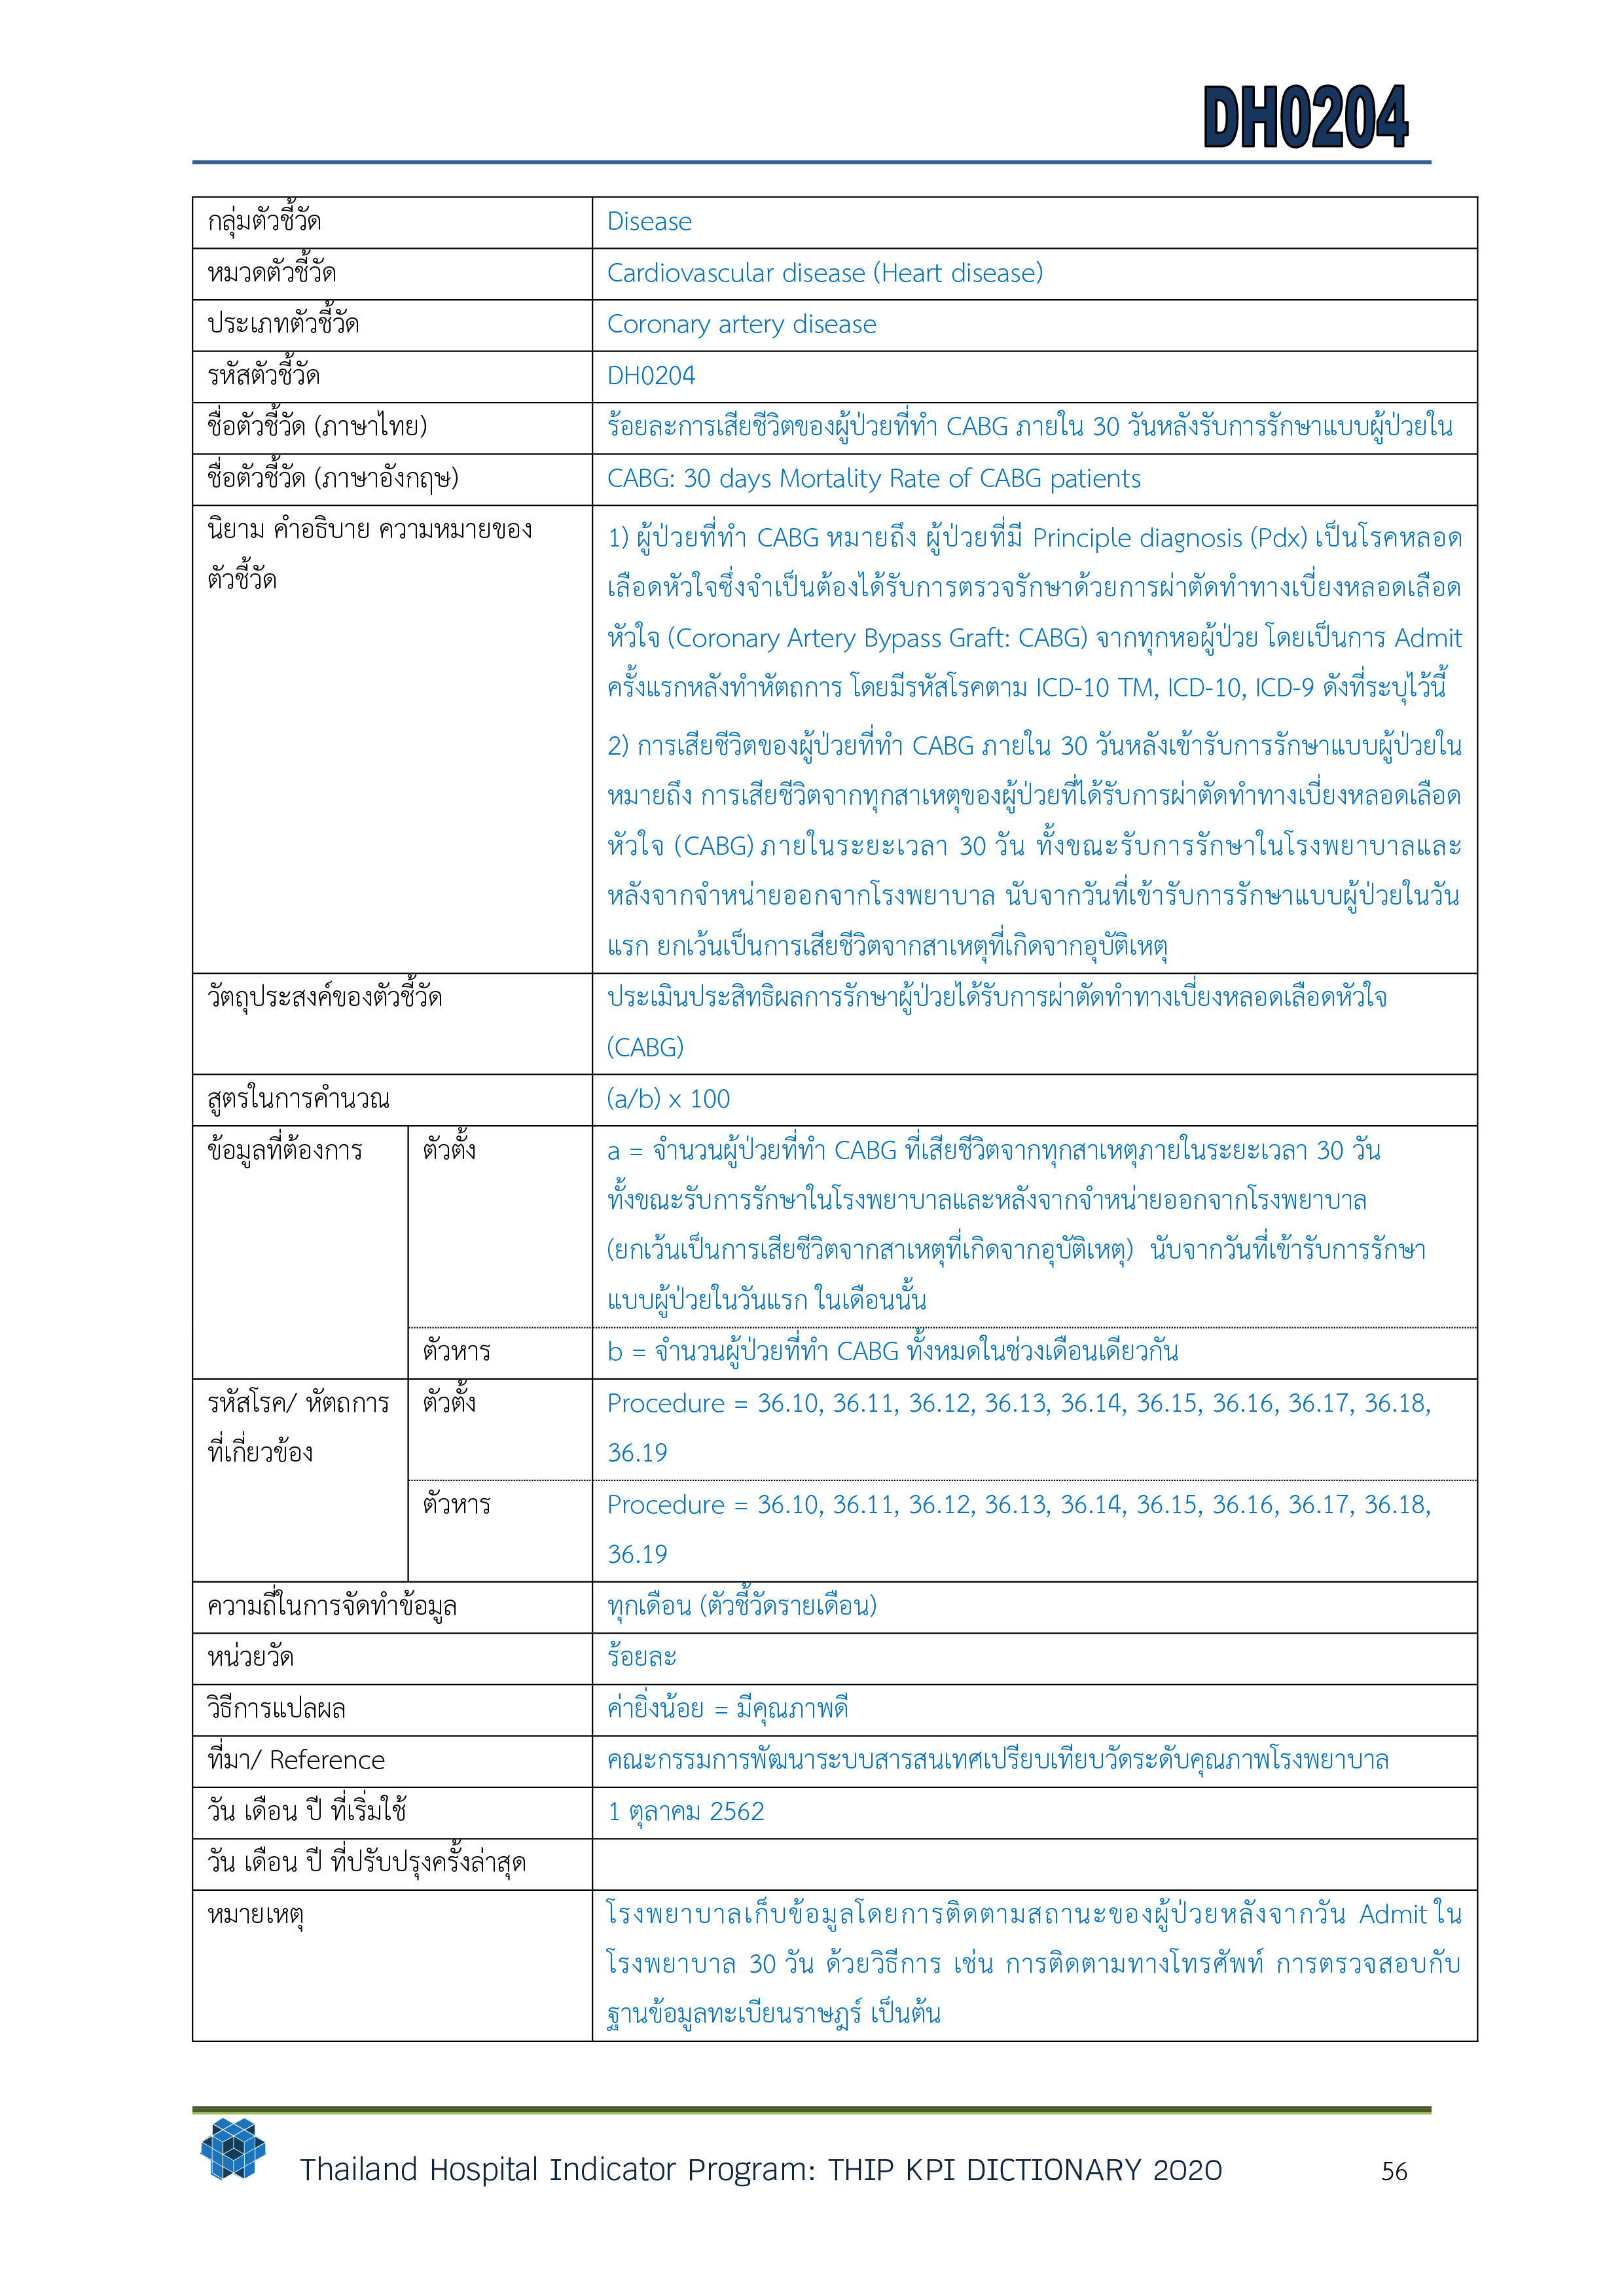 DH0204
กลุ่มตัวชี้วัด Disease
หมวดตัวชี้วัด Cardiovascular disease (Heart disease)
ประเภทตัวชี้วัด Coronary artery disease
รหัสตัวชี้วัด DH0204
ชื่อตัวชี้วัด (ภาษาไทย) ร้อยละการเสียชีวิตของผู้ป่วยที่ทำ CABG ภายใน 30 วันหลังรับการรักษาแบบผู้ป่วยใน
ชื่อตัวชี้วัด (ภาษาอังกฤษ) CABG: 30 days Mortality Rate of CABG patients
นิยาม คำอธิบาย ความหมายของ
ตัวชี้วัด
1) ผู้ป่วยที่ทำ CABG หมายถึง ผู้ป่วยที่มี Principle diagnosis (Pdx) เป็นโรคหลอด
เลือดหัวใจซึ่งจำเป็นต้องได้รับการตรวจรักษาด้วยการผ่าตัดทำทางเบี่ยงหลอดเลือด
หัวใจ (Coronary Artery Bypass Graft: CABG) จากทุกหอผู้ป่วย โดยเป็นการ Admit
ครั้งแรกหลังทำหัตถการ โดยมีรหัสโรคตาม ICD-10 TM, ICD-10, ICD-9 ดังที่ระบุไว้นี้
2) การเสียชีวิตของผู้ป่วยที่ทำ CABG ภายใน 30 วันหลังเข้ารับการรักษาแบบผู้ป่วยใน
หมายถึง การเสียชีวิตจากทุกสาเหตุของผู้ป่วยที่ได้รับการผ่าตัดทำทางเบี่ยงหลอดเลือด
หัวใจ (CABG) ภายในระยะเวลา 30 วัน ทั้งขณะรับการรักษาในโรงพยาบาลและ
หลังจากจำหน่ายออกจากโรงพยาบาล นับจากวันที่เข้ารับการรักษาแบบผู้ป่วยในวัน
แรก ยกเว้นเป็นการเสียชีวิตจากสาเหตุที่เกิดจากอุบัติเหตุ
วัตถุประสงค์ของตัวชี้วัด ประเมินประสิทธิผลการรักษาผู้ป่วยได้รับการผ่าตัดทำทางเบี่ยงหลอดเลือดหัวใจ
(CABG)
สูตรในการคำนวณ (a/b) x 100
ข้อมูลที่ต้องการ ตัวตั้ง a = จำนวนผู้ป่วยที่ทำ CABG ที่เสียชีวิตจากทุกสาเหตุภายในระยะเวลา 30 วัน
ทั้งขณะรับการรักษาในโรงพยาบาลและหลังจากจำหน่ายออกจากโรงพยาบาล
(ยกเว้นเป็นการเสียชีวิตจากสาเหตุที่เกิดจากอุบัติเหตุ) นับจากวันที่เข้ารับการรักษา
แบบผู้ป่วยในวันแรก ในเดือนนั้น
ตัวหาร b = จำนวนผู้ป่วยที่ทำ CABG ทั้งหมดในช่วงเดือนเดียวกัน
รหัสโรค/ หัตถการ ตัวตั้ง Procedure = 36.10, 36.11, 36.12, 36.13, 36.14, 36.15, 36.16, 36.17, 36.18,
ที่เกี่ยวข้อง 36.19
ตัวหาร Procedure = 36.10, 36.11, 36.12, 36.13, 36.14, 36.15, 36.16, 36.17, 36.18,
36.19
ความถี่ในการจัดทำข้อมูล ทุกเดือน (ตัวชี้วัดรายเดือน)
หน่วยวัด ร้อยละ
วิธีการแปลผล ค่ายิ่งน้อย = มีคุณภาพดี
ที่มา/ Reference คณะกรรมการพัฒนาระบบสารสนเทศเปรียบเทียบวัดระดับคุณภาพโรงพยาบาล
วัน เดือน ปี ที่เริ่มใช้ 1 ตุลาคม 2562
วัน เดือน ปี ที่ปรับปรุงครั้งล่าสุด
หมายเหตุ โรงพยาบาลเก็บข้อมูลโดยการติดตามสถานะของผู้ป่วยหลังจากวัน Admit ใน
โรงพยาบาล 30 วัน ด้วยวิธีการ เช่น การติดตามทางโทรศัพท์ การตรวจสอบกับ
ฐานข้อมูลทะเบียนราษฎร์ เป็นต้น
Thailand Hospital Indicator Program: THIP KPI DICTIONARY 2020 56